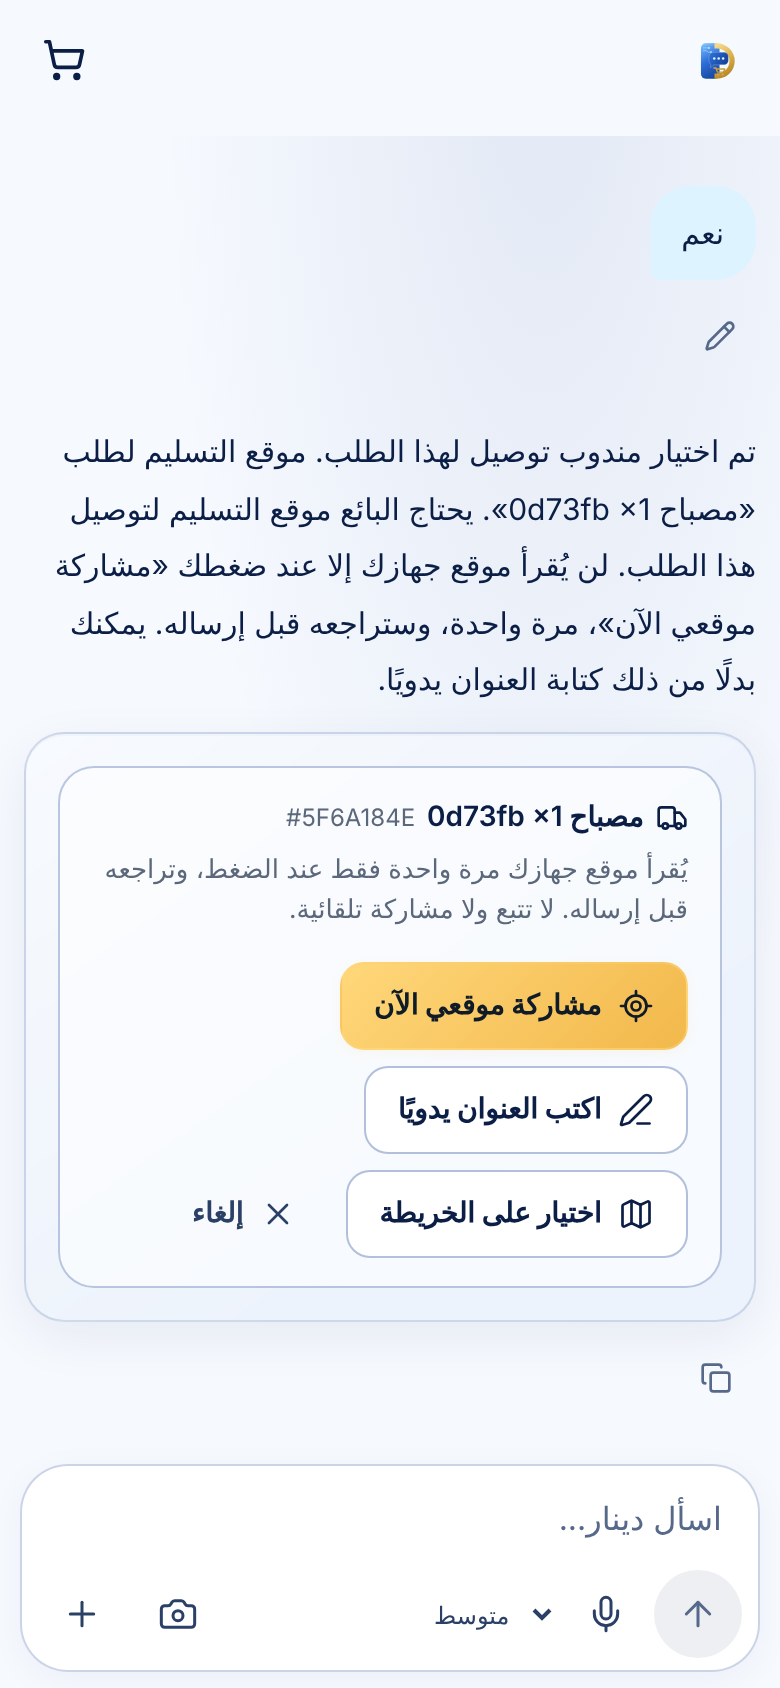 نعم
تم اختيار مندوب توصيل لهذا الطلب. موقع التسليم لطلب
«مصباح 0d73fb ×1». يحتاج البائع موقع التسليم لتوصيل
هذا الطلب. لن يُقرأ موقع جهازك إلا عند ضغطك «مشاركة
موقعي الآن»، مرة واحدة، وستراجعه قبل إرساله. يمكنك
بدلًا من ذلك كتابة العنوان يدويًا.
مصباح 0d73fb ×1 #5F6A184E
يُقرأ موقع جهازك مرة واحدة فقط عند الضغط، وتراجعه
قبل إرساله. لا تتبع ولا مشاركة تلقائية.
مشاركة موقعي الآن
اكتب العنوان يدويًا
اختيار على الخريطة
إلغاء
اسأل دينار...
متوسط